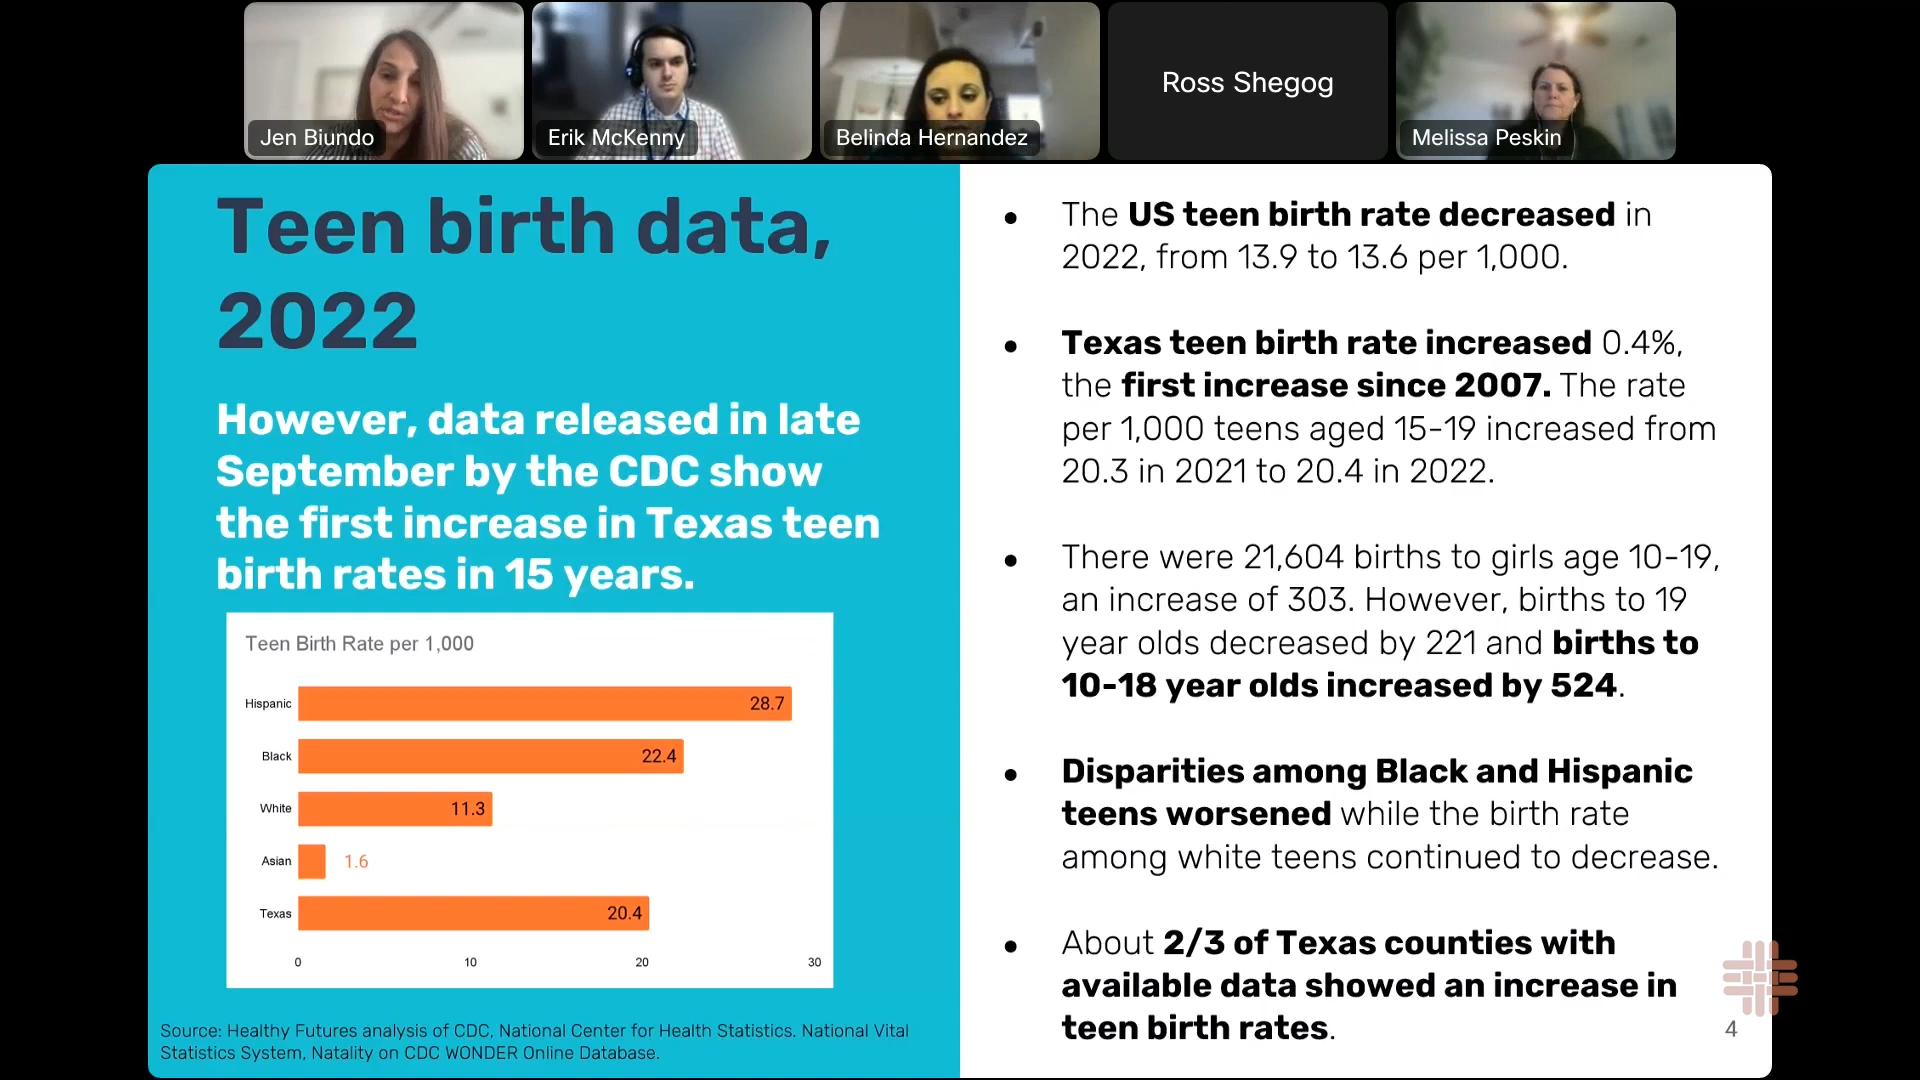 Jen Biundo
Erik McKenny
Belinda Hernandez
Ross Shegog
Melissa Peskin
Teen birth data,
2022
However, data released in late
September by the CDC show
the first increase in Texas teen
birth rates in 15 years.
Teen Birth Rate per 1,000
Hispanic 28.7
Black 22.4
White 11.3
Asian 1.6
Texas 20.4
0 10 20 30
Source: Healthy Futures analysis of CDC, National Center for Health Statistics. National Vital
Statistics System, Natality on CDC WONDER Online Database.
● The US teen birth rate decreased in
2022, from 13.9 to 13.6 per 1,000.
● Texas teen birth rate increased 0.4%,
the first increase since 2007. The rate
per 1,000 teens aged 15-19 increased from
20.3 in 2021 to 20.4 in 2022.
● There were 21,604 births to girls age 10-19,
an increase of 303. However, births to 19
year olds decreased by 221 and births to
10-18 year olds increased by 524.
● Disparities among Black and Hispanic
teens worsened while the birth rate
among white teens continued to decrease.
● About 2/3 of Texas counties with
available data showed an increase in
teen birth rates.
4